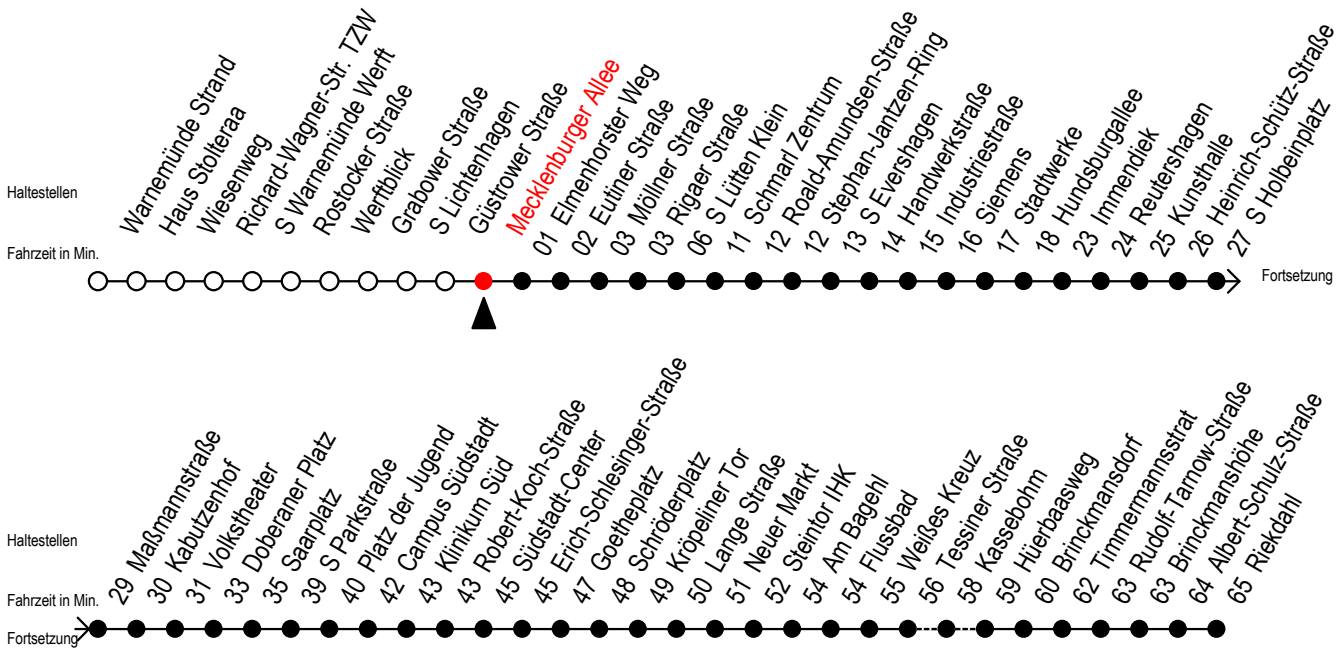 Haltestellen
Warnemünde Strand
Haus Stolteraa
Wiesenweg
Richard-Wagner-Str. TZW
S Warnemünde Werft
Rostocker Straße
Werftblick
Grabower Straße
S Lichtenhagen
Güstrower Straße
Mecklenburger Allee
Fahrzeit in Min.
01 Elmenhorster Weg
02 Eutiner Straße
03 Möllner Straße
03 Rigaer Straße
06 S Lütten Klein
11 Schmarl Zentrum
12 Roald-Amundsen-Straße
12 Stephan-Jantzen-Ring
13 S Evershagen
14 Handwerkstraße
15 Industriestraße
16 Siemens
17 Stadtwerke
18 Hundsburgallee
23 Immendiek
24 Reutershagen
25 Kunsthalle
26 Heinrich-Schütz-Straße
27 S Holbeinplatz
Fortsetzung
Haltestellen
Fahrzeit in Min.
29 Maßmannstraße
30 Kabutzenhof
31 Volkstheater
33 Doberaner Platz
35 Saarplatz
39 S Parkstraße
40 Platz der Jugend
42 Campus Südstadt
43 Klinikum Süd
43 Robert-Koch-Straße
45 Südstadt-Center
45 Erich-Schlesinger-Straße
47 Goetheplatz
48 Schröderplatz
49 Kröpeliner Tor
50 Lange Straße
51 Neuer Markt
52 Steintor IHK
54 Am Bagehl
54 Flussbad
55 Weißes Kreuz
56 Tessiner Straße
58 Kassebohm
59 Hüerbaasweg
60 Brinckmansdorf
62 Timmermannsstrat
63 Rudolf-Tarnow-Straße
63 Brinckmanshöhe
64 Albert-Schulz-Straße
65 Riekdahl
Fortsetzung